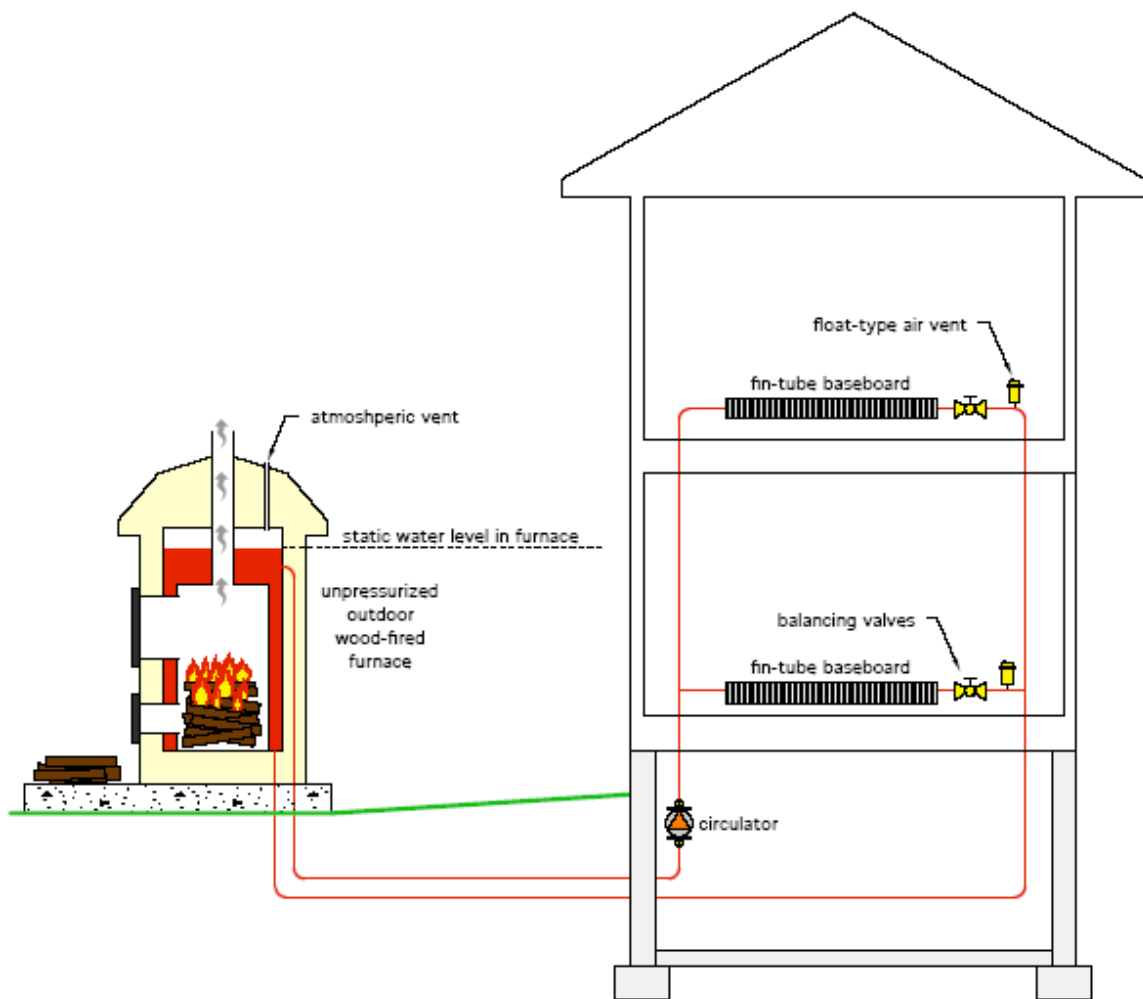 float-type air vent
fin-tube baseboard
atmoshperic vent
static water level in furnace
unpressurized
outdoor
wood-fired
furnace
balancing valves
fin-tube baseboard
circulator